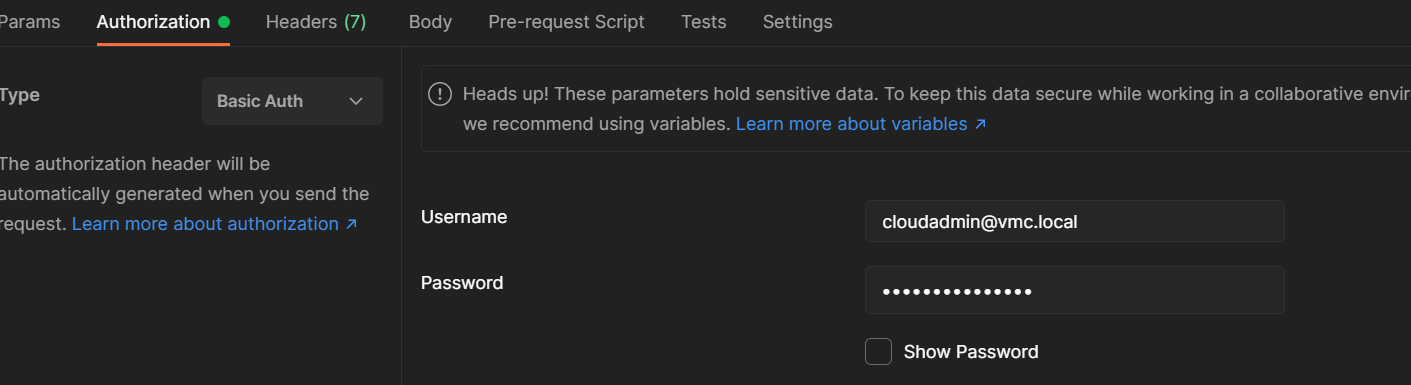 Params Authorization Headers (7) Body Pre-request Script Tests Settings
Type Basic Auth
The authorization header will be
automatically generated when you send the
request. Learn more about authorization ↗
Heads up! These parameters hold sensitive data. To keep this data secure while working in a collaborative envir
we recommend using variables. Learn more about variables ↗
Username cloudadmin@vmc.local
Password •••••••••••••••
Show Password